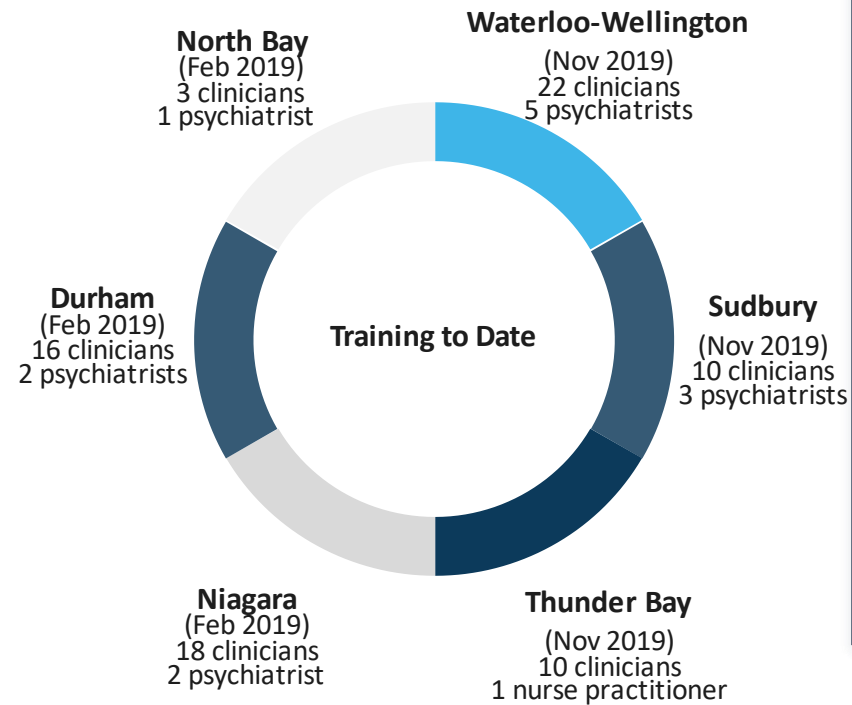 North Bay
(Feb 2019)
3 clinicians
1 psychiatrist
Waterloo-Wellington
(Nov 2019)
22 clinicians
5 psychiatrists
Durham
(Feb 2019)
16 clinicians
2 psychiatrists
Training to Date
Sudbury
(Nov 2019)
10 clinicians
3 psychiatrists
Niagara
(Feb 2019)
18 clinicians
2 psychiatrist
Thunder Bay
(Nov 2019)
10 clinicians
1 nurse practitioner